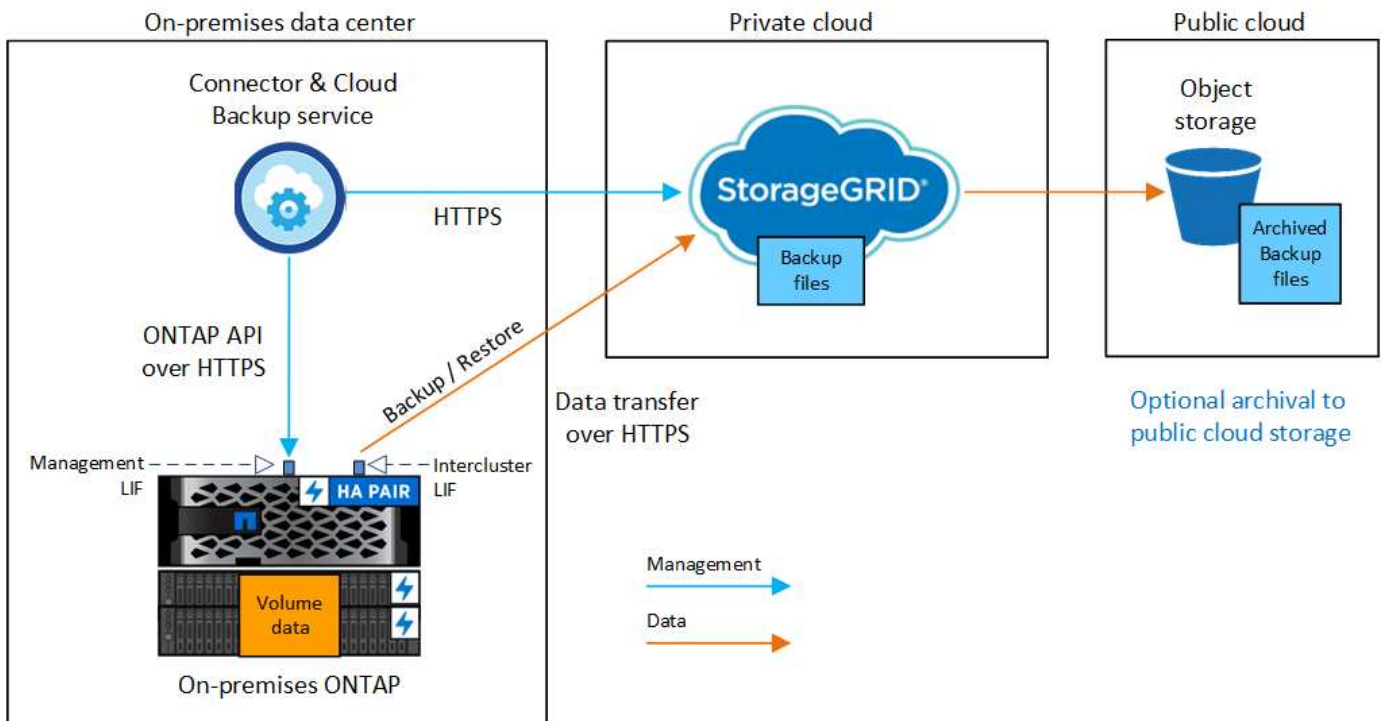 On-premises data center
Private cloud
Public cloud
Connector & Cloud
Backup service
Object
storage
StorageGRID®
HTTPS
Backup
files
Archived
Backup
files
ONTAP API
over HTTPS
Backup / Restore
Data transfer
over HTTPS
Optional archival to
public cloud storage
Management
LIF
Intercluster
LIF
HA PAIR
Volume
data
On-premises ONTAP
Management
Data